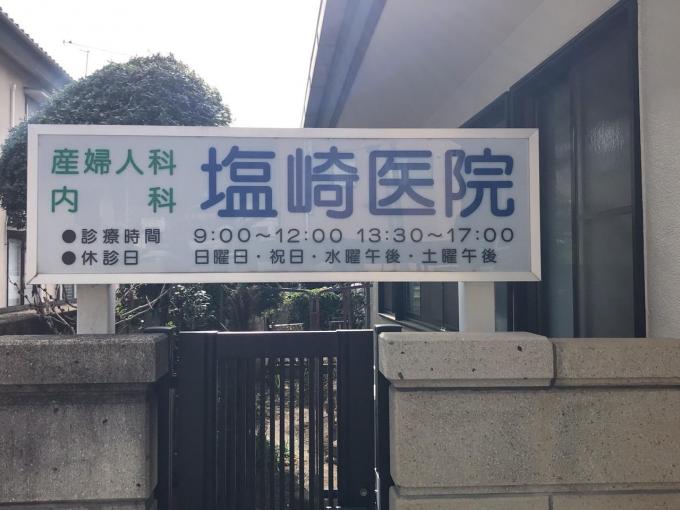 産婦人科
内科
塩崎医院
●診療時間 9:00〜12:00 13:30〜17:00
●休診日 日曜日・祝日・水曜午後・土曜午後